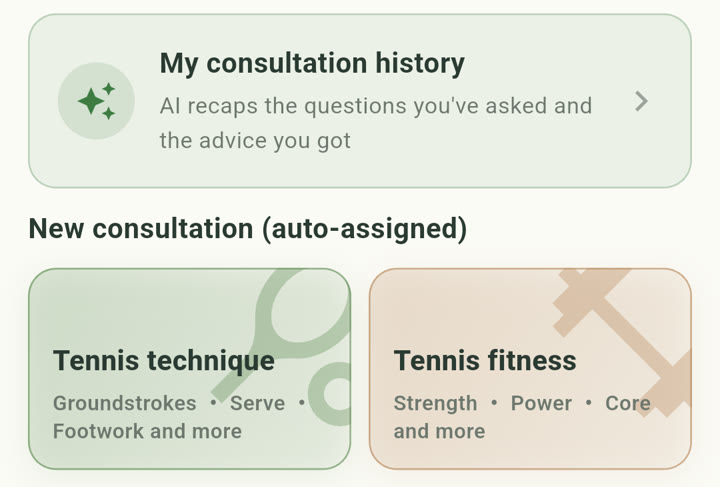 My consultation history
AI recaps the questions you've asked and
the advice you got
New consultation (auto-assigned)
Tennis technique
Groundstrokes • Serve •
Footwork and more
Tennis fitness
Strength • Power • Core
and more